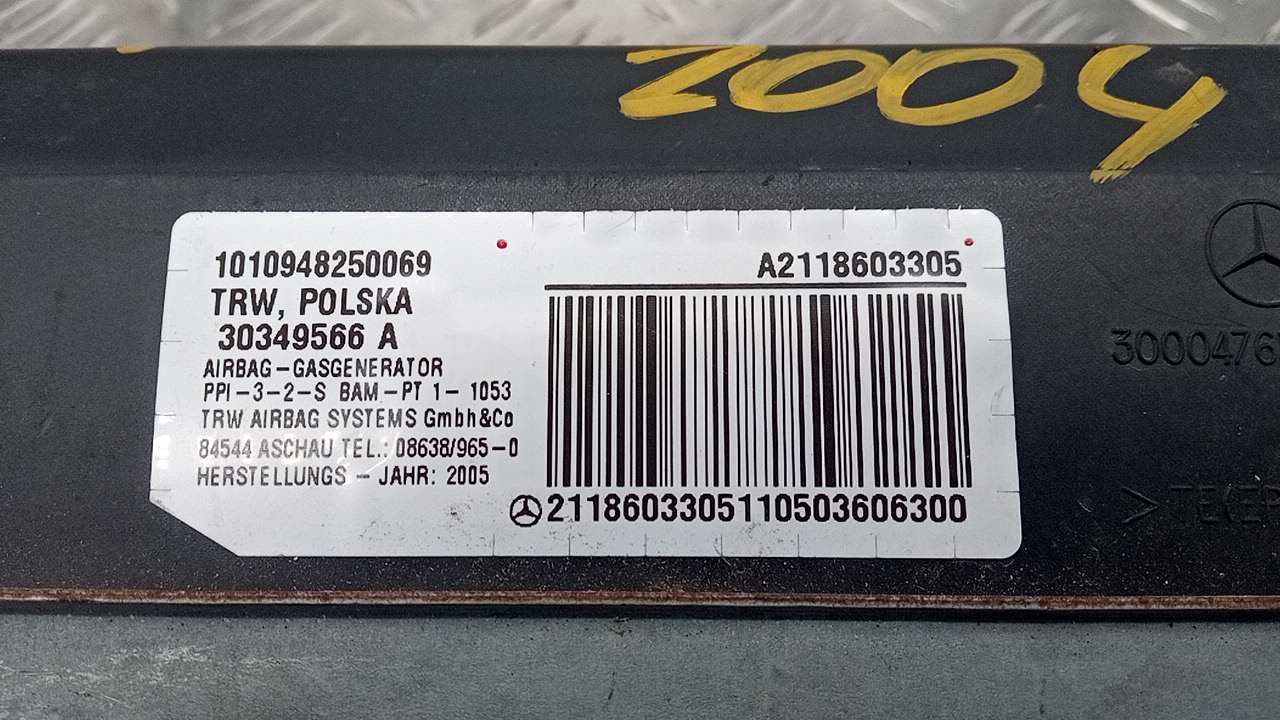 2004
1010948250069
A2118603305
TRW, POLSKA
30349566 A
AIRBAG-GASGENERATOR
PPI-3-2-S BAM-PT 1- 1053
TRW AIRBAG SYSTEMS Gmbh&Co
84544 ASCHAU TEL.: 08638/965-0
HERSTELLUNGS - JAHR: 2005
2118603305110503606300